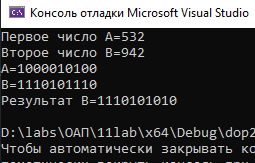 Консоль отладки Microsoft Visual Studio
Первое число A=532
Второе число B=942
A=1000010100
B=1110101110
Результат B=1110101010
D:\labs\ОАП\11lab\x64\Debug\dop2
Чтобы автоматически закрывать ко